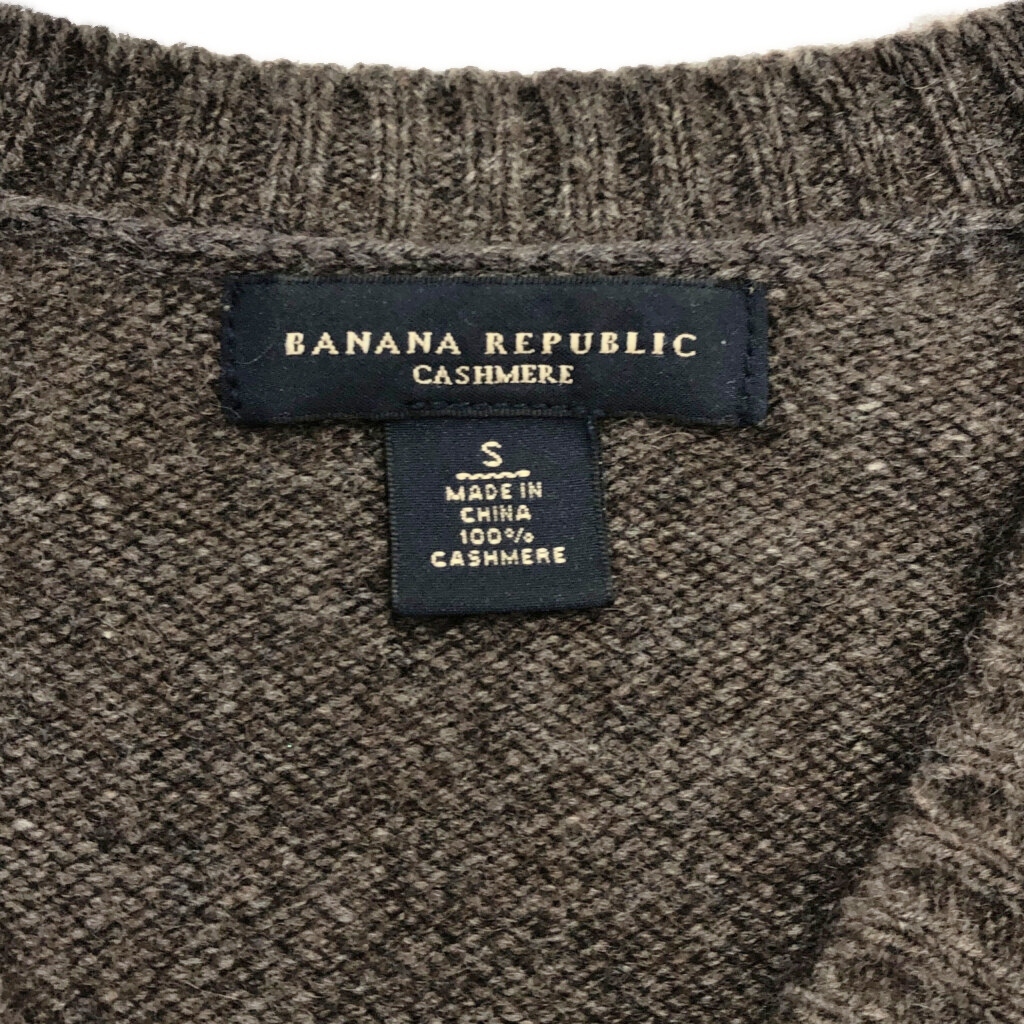 BANANA REPUBLIC
CASHMERE
S
MADE IN
CHINA
100%
CASHMERE